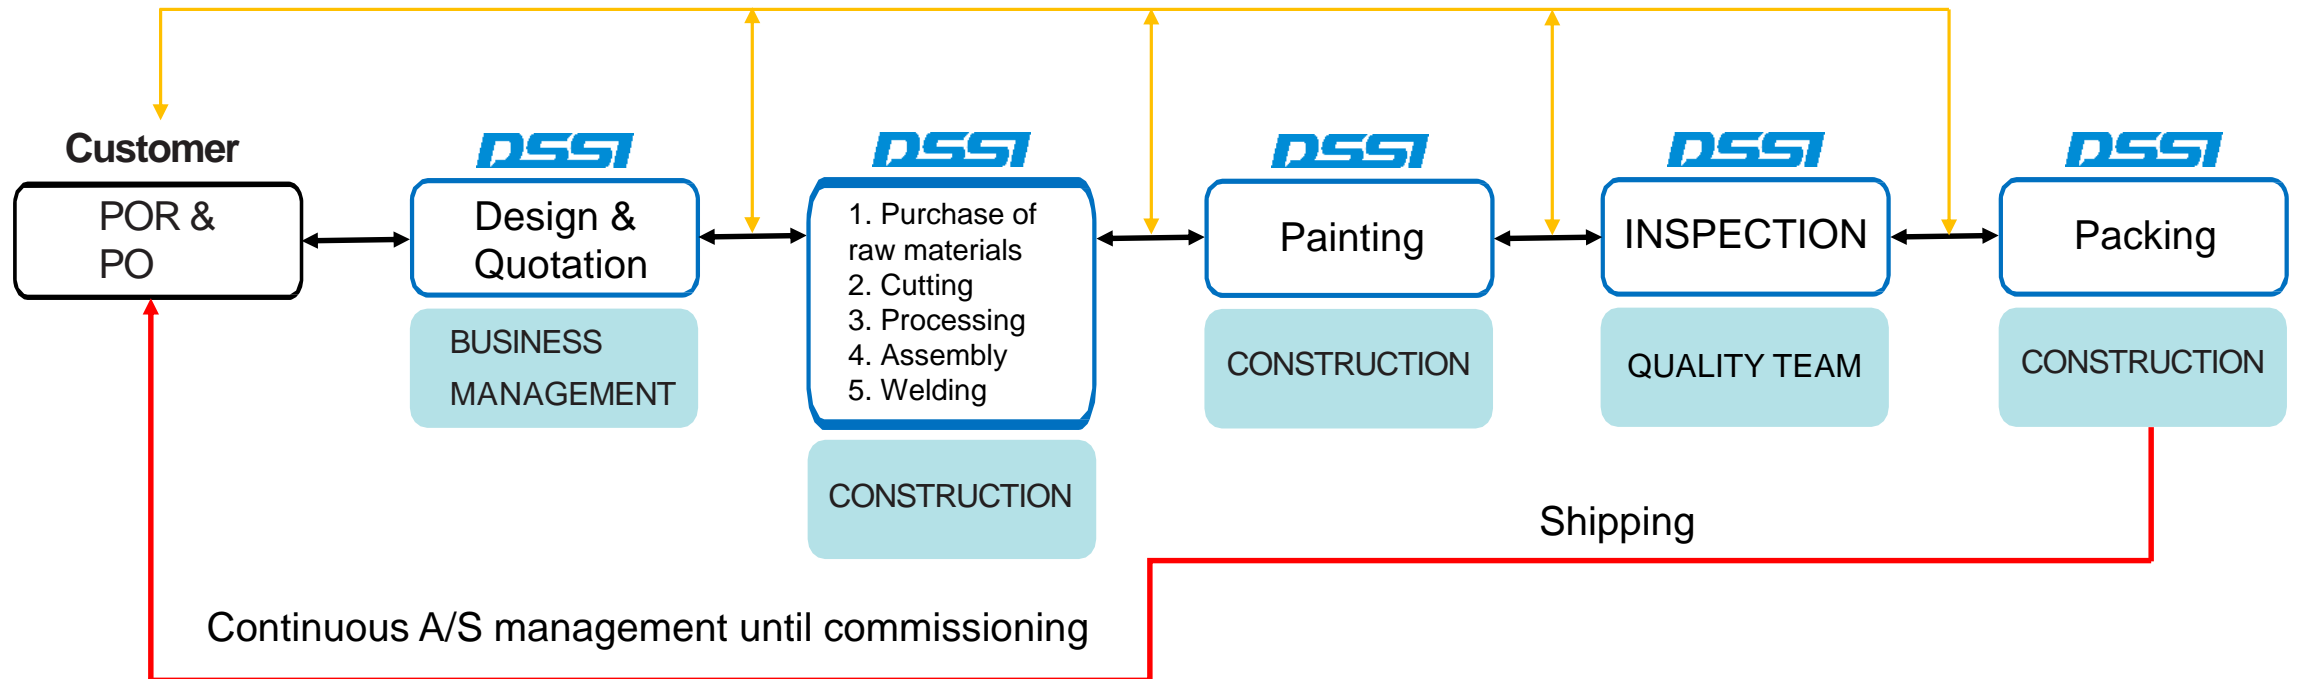 Customer
DSSI
DSSI
DSSI
DSSI
DSSI
POR &
PO
Design &
Quotation
1. Purchase of
raw materials
2. Cutting
3. Processing
4. Assembly
5. Welding
Painting
INSPECTION
Packing
BUSINESS
MANAGEMENT
CONSTRUCTION
CONSTRUCTION
QUALITY TEAM
CONSTRUCTION
Shipping
Continuous A/S management until commissioning